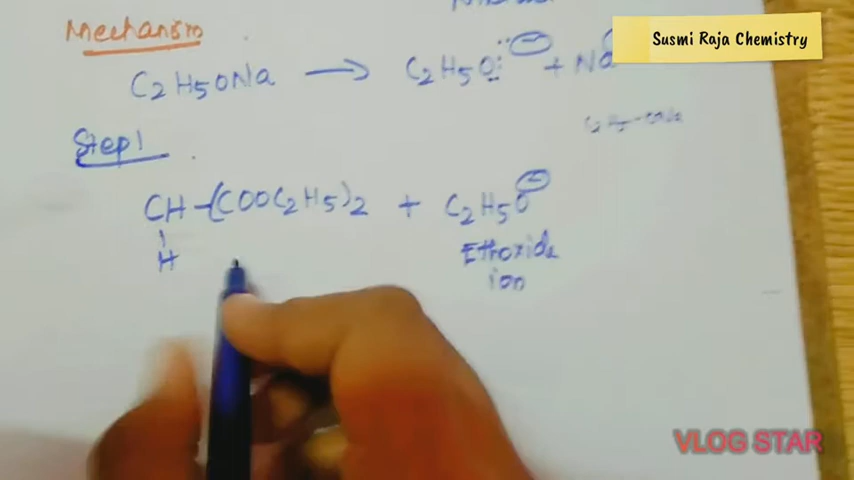 Susmi Raja Chemistry
Mechanism
C2H5ONa → C2H5O:⊖ + Na
Step 1
CH-(COOC2H5)2 + C2H5O⊖
H
Ethoxide
ion
VLOG STAR